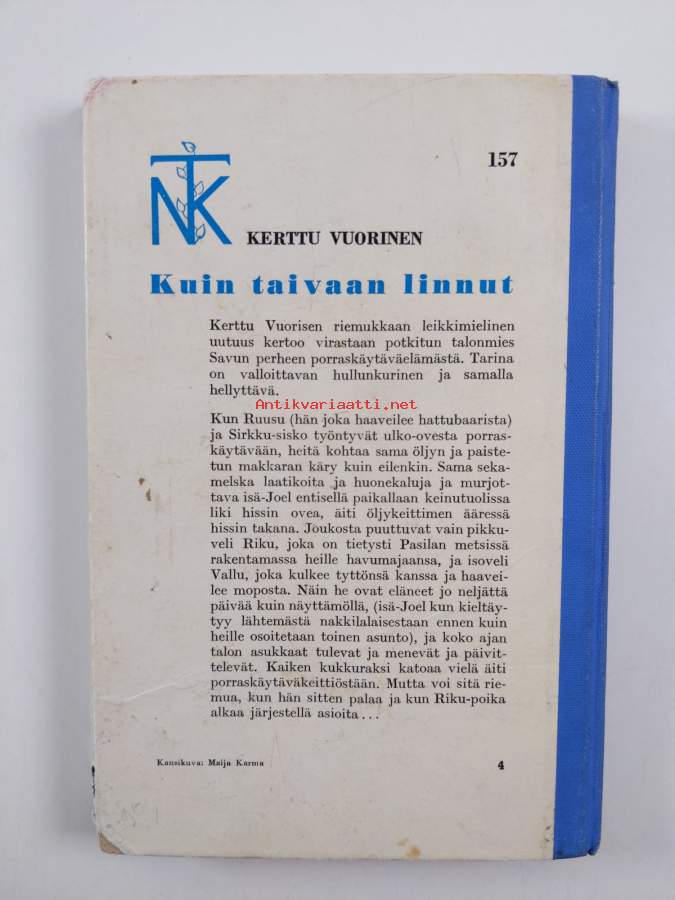 157
NTK
KERTTU VUORINEN
Kuin taivaan linnut
Kerttu Vuorisen riemukkaan leikkimielinen
uutuus kertoo virastaan potkitun talonmies
Savun perheen porraskäytäväelämästä. Tarina
on valloittavan hullunkurinen ja samalla
hellyttävä.
Antikvariaatti.net
Kun Ruusu (hän joka haaveilee hattubaarista)
ja Sirkku-sisko työntyvät ulko-ovesta porras-
käytävään, heitä kohtaa sama öljyn ja paiste-
tun makkaran käry kuin eilenkin. Sama seka-
melska laatikoita ja huonekaluja ja murjot-
tava isä-Joel entisellä paikallaan keinutuolissa
liki hissin ovea, äiti öljykeittimen ääressä
hissin takana. Joukosta puuttuvat vain pikku-
veli Riku, joka on tietysti Pasilan metsissä
rakentamassa heille havumajaansa, ja isoveli
Vallu, joka kulkee tyttönsä kanssa ja haavei-
lee moposta. Näin he ovat eläneet jo neljättä
päivää kuin näyttämöllä, (isä-Joel kun kieltäy-
tyy lähtemästä nakkilalaisestaan ennen kuin
heille osoitetaan toinen asunto), ja koko ajan
talon asukkaat tulevat ja menevät ja päivit-
televät. Kaiken kukkuraksi katoaa vielä äiti
porraskäytäväkeittiöstään. Mutta voi sitä rie-
mua, kun hän sitten palaa ja kun Riku-poika
alkaa järjestellä asioita...
Kansikuva: Maija Karma
4